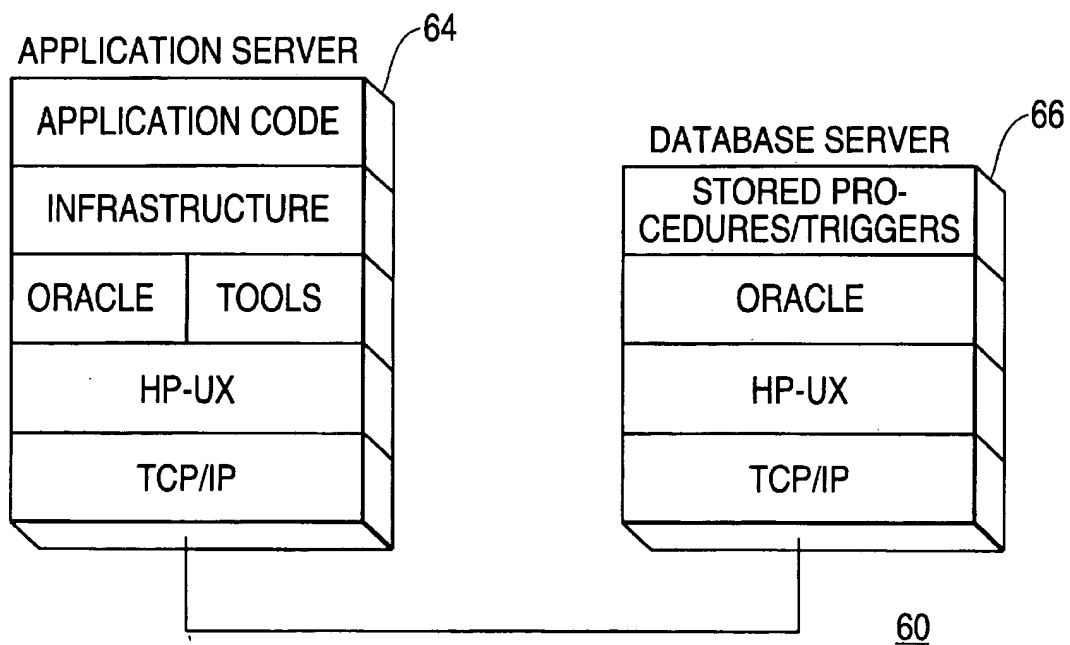 64
APPLICATION SERVER
APPLICATION CODE
INFRASTRUCTURE
ORACLE TOOLS
HP-UX
TCP/IP
66
DATABASE SERVER
STORED PRO-
CEDURES/TRIGGERS
ORACLE
HP-UX
TCP/IP
60